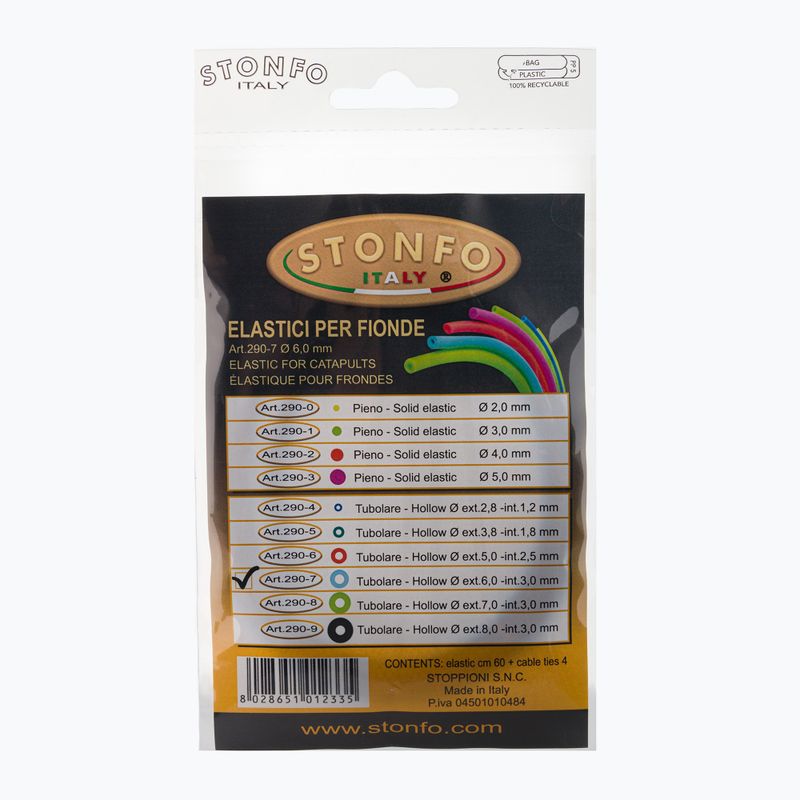 STONFO
ITALY
BAG
PLASTIC
PP 5
100% RECYCLABLE
STONFO
ITALY ®
ELASTICI PER FIONDE
Art.290-7 Ø 6,0 mm
ELASTIC FOR CATAPULTS
ÉLASTIQUE POUR FRONDES
Art.290-0 Pieno - Solid elastic Ø 2,0 mm
Art.290-1 Pieno - Solid elastic Ø 3,0 mm
Art.290-2 Pieno - Solid elastic Ø 4,0 mm
Art.290-3 Pieno - Solid elastic Ø 5,0 mm
Art.290-4 Tubolare - Hollow Ø ext.2,8 -int.1,2 mm
Art.290-5 Tubolare - Hollow Ø ext.3,8 -int.1,8 mm
Art.290-6 Tubolare - Hollow Ø ext.5,0 -int.2,5 mm
Art.290-7 Tubolare - Hollow Ø ext.6,0 -int.3,0 mm
Art.290-8 Tubolare - Hollow Ø ext.7,0 -int.3,0 mm
Art.290-9 Tubolare - Hollow Ø ext.8,0 -int.3,0 mm
CONTENTS: elastic cm 60 + cable ties 4
STOPPIONI S.N.C.
Made in Italy
P.iva 04501010484
8 028651 012335
www.stonfo.com